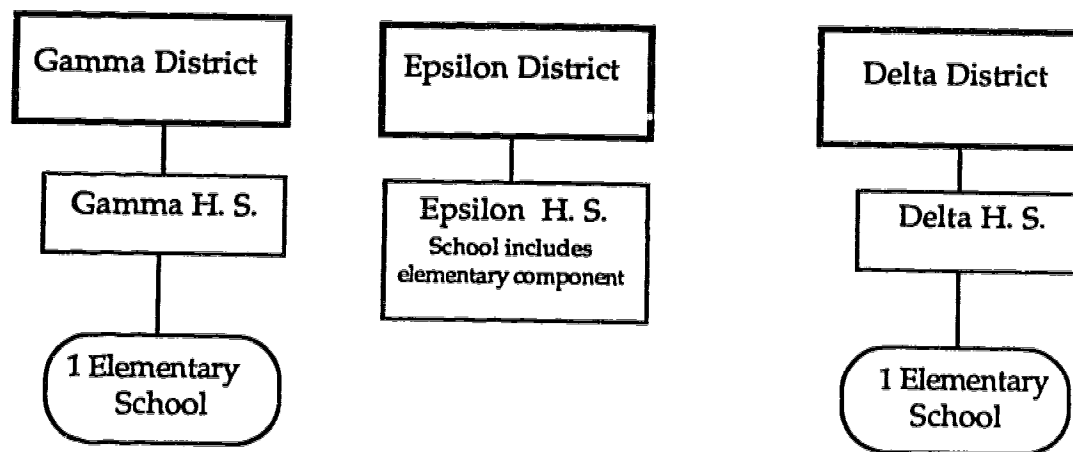 Gamma District
Gamma H. S.
1 Elementary
School
Epsilon District
Epsilon H. S.
School includes
elementary component
Delta District
Delta H. S.
1 Elementary
School